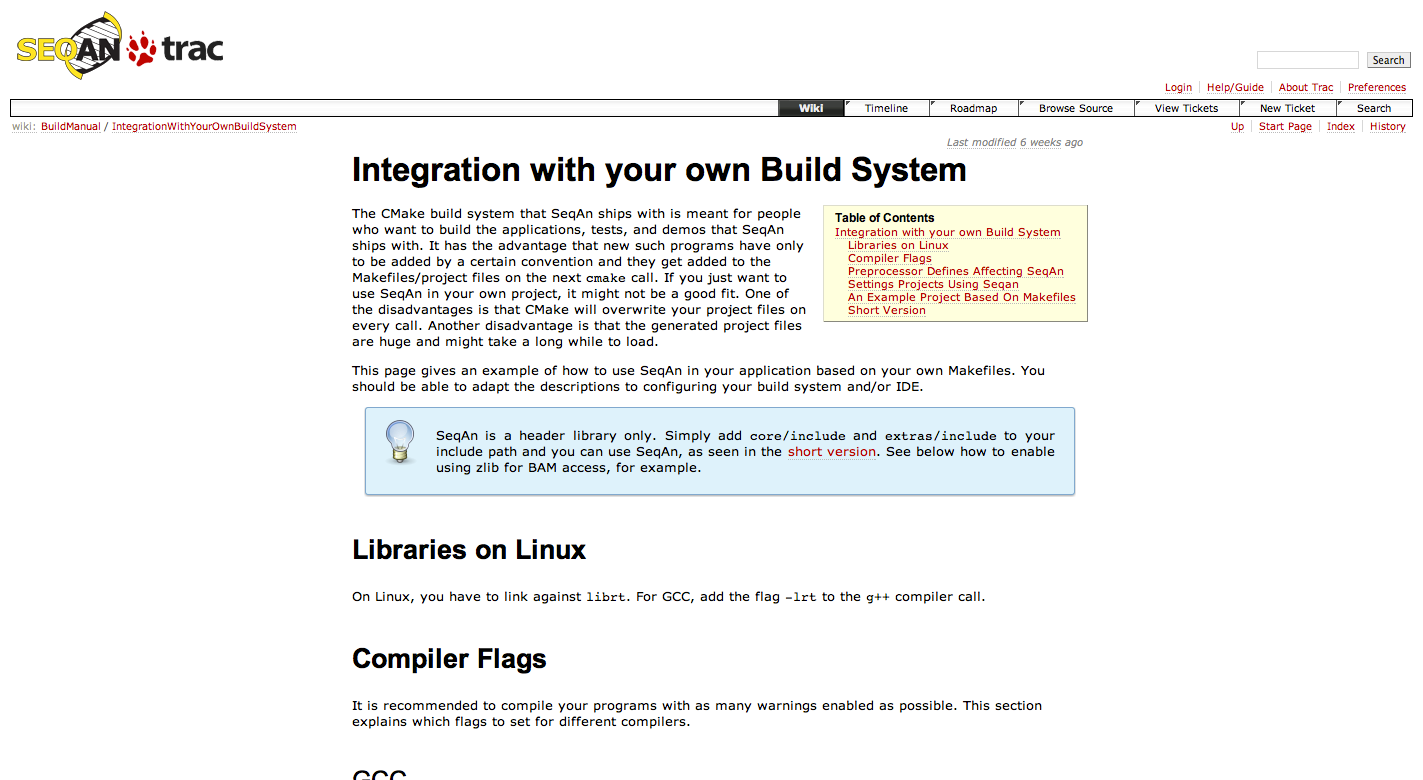 SEQAN trac
Search
Login Help/Guide About Trac Preferences
Wiki Timeline Roadmap Browse Source View Tickets New Ticket Search
wiki: BuildManual / IntegrationWithYourOwnBuildSystem
Up Start Page Index History
Last modified 6 weeks ago
Integration with your own Build System
The CMake build system that SeqAn ships with is meant for people
who want to build the applications, tests, and demos that SeqAn
ships with. It has the advantage that new such programs have only
to be added by a certain convention and they get added to the
Makefiles/project files on the next cmake call. If you just want to
use SeqAn in your own project, it might not be a good fit. One of
the disadvantages is that CMake will overwrite your project files on
every call. Another disadvantage is that the generated project files
are huge and might take a long while to load.
Table of Contents
Integration with your own Build System
Libraries on Linux
Compiler Flags
Preprocessor Defines Affecting SeqAn
Settings Projects Using Seqan
An Example Project Based On Makefiles
Short Version
This page gives an example of how to use SeqAn in your application based on your own Makefiles. You
should be able to adapt the descriptions to configuring your build system and/or IDE.
SeqAn is a header library only. Simply add core/include and extras/include to your
include path and you can use SeqAn, as seen in the short version. See below how to enable
using zlib for BAM access, for example.
Libraries on Linux
On Linux, you have to link against librt. For GCC, add the flag -lrt to the g++ compiler call.
Compiler Flags
It is recommended to compile your programs with as many warnings enabled as possible. This section
explains which flags to set for different compilers.
GCC